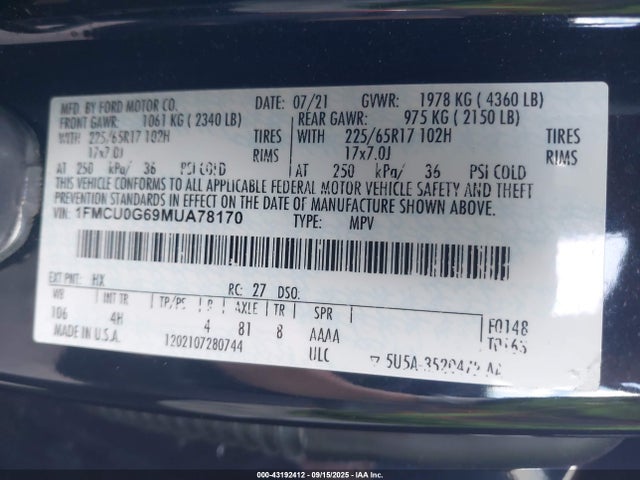 MFD. BY FORD MOTOR CO. DATE: 07/21 GVWR: 1978 KG ( 4360 LB)
FRONT GAWR: 1061 KG ( 2340 LB) REAR GAWR: 975 KG ( 2150 LB)
WITH 225/65R17 102H TIRES WITH 225/65R17 102H TIRES
17x7.0J RIMS 17x7.0J RIMS
AT 250 kPa/ 36 PSI COLD AT 250 kPa/ 36 PSI COLD
THIS VEHICLE CONFORMS TO ALL APPLICABLE FEDERAL MOTOR VEHICLE SAFETY AND THEFT
PREVENTION STANDARDS IN EFFECT ON THE DATE OF MANUFACTURE SHOWN ABOVE.
VIN: 1FMCU0G69MUA78170 TYPE: MPV
EXT PNT: HX RC: 27 DSO:
WB INT TR TP/PS R AXLE TR SPR
106 4H 4 81 8 AAAA F0148
MADE IN U.S.A. 1202107280744 ULC
000-43192412 - 09/15/2025 - IAA Inc.